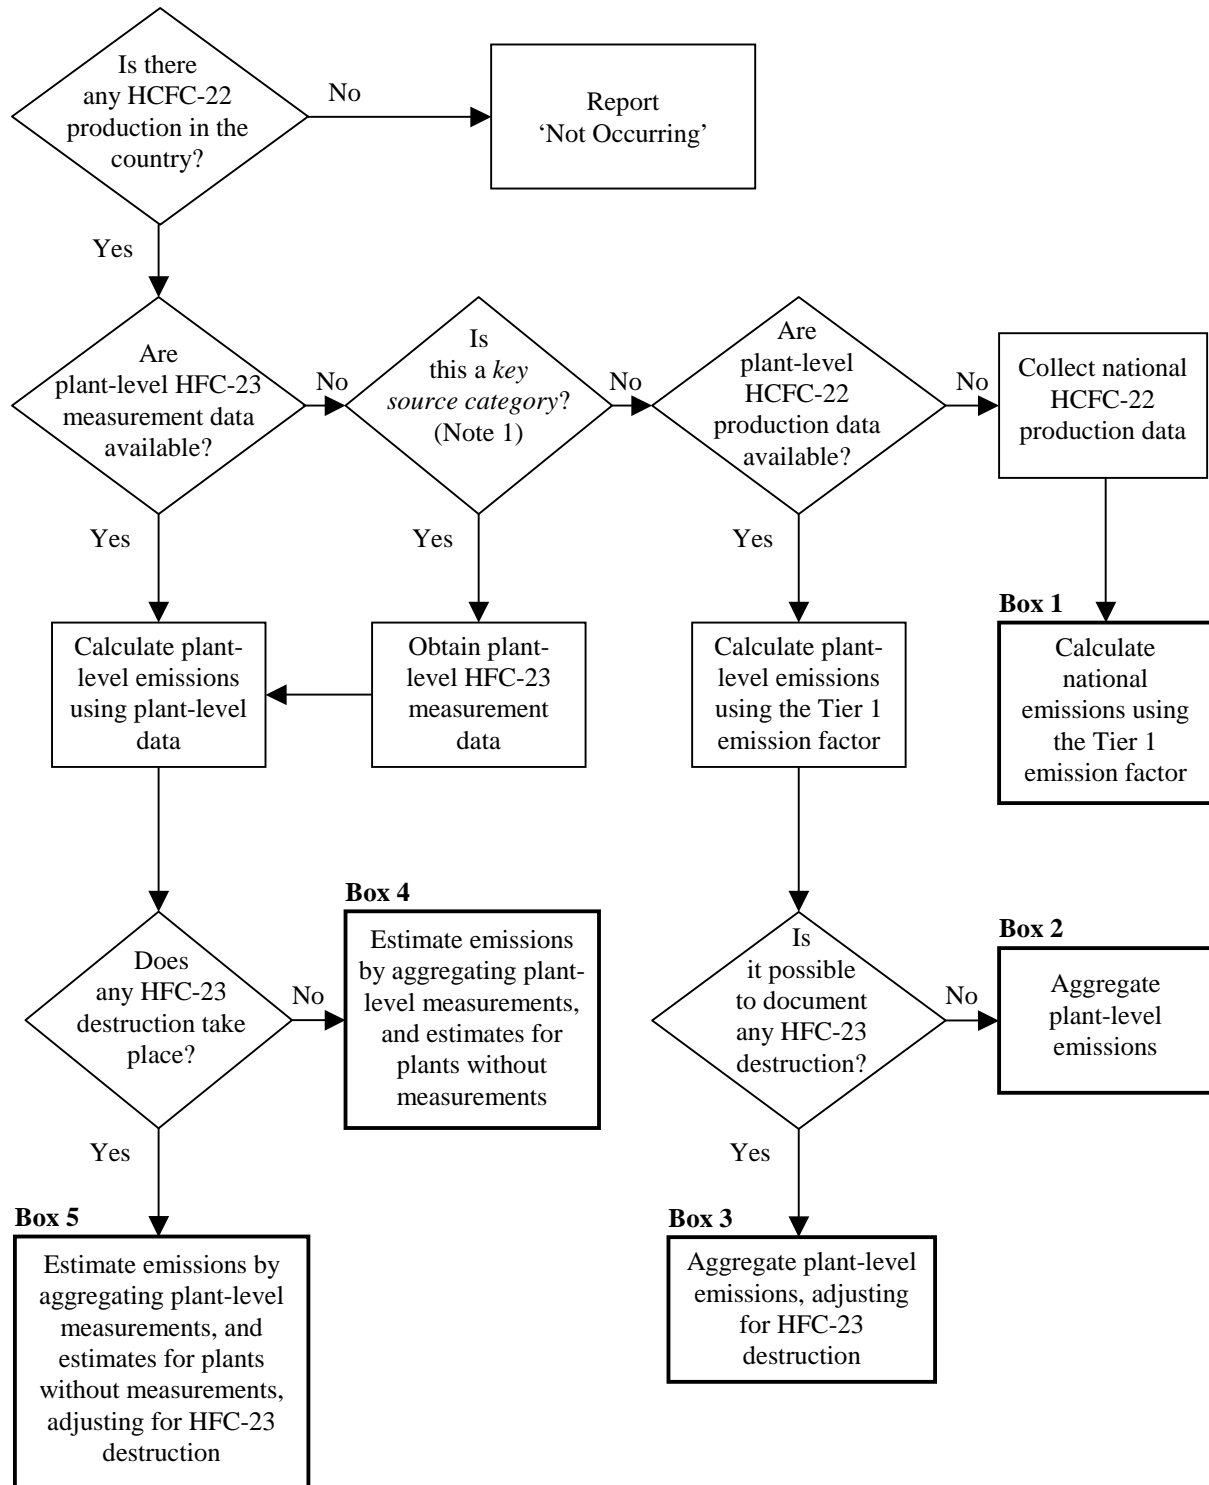 Is there
any HCFC-22
production in the
country?
No
Report
‘Not Occurring’
Yes
Are
plant-level HFC-23
measurement data
available?
No
Is
this a key
source category?
(Note 1)
No
Are
plant-level
HCFC-22
production data
available?
No
Collect national
HCFC-22
production data
Yes
Yes
Yes
Calculate plant-
level emissions
using plant-level
data
Obtain plant-
level HFC-23
measurement
data
Calculate plant-
level emissions
using the Tier 1
emission factor
Box 1
Calculate
national
emissions using
the Tier 1
emission factor
Does
any HFC-23
destruction take
place?
No
Box 4
Estimate emissions
by aggregating plant-
level measurements,
and estimates for
plants without
measurements
Is
it possible
to document
any HFC-23
destruction?
No
Box 2
Aggregate
plant-level
emissions
Yes
Yes
Box 5
Estimate emissions by
aggregating plant-level
measurements, and
estimates for plants
without measurements,
adjusting for HFC-23
destruction
Box 3
Aggregate plant-level
emissions, adjusting
for HFC-23
destruction